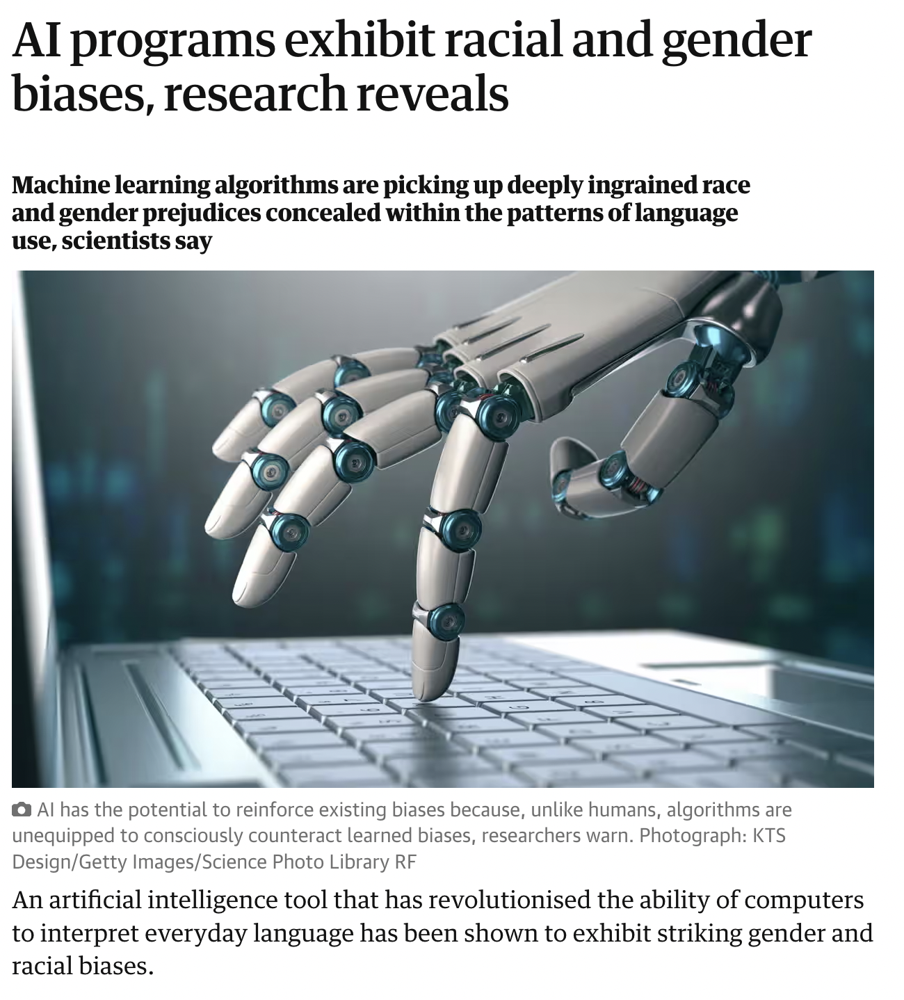 AI programs exhibit racial and gender
biases, research reveals
Machine learning algorithms are picking up deeply ingrained race
and gender prejudices concealed within the patterns of language
use, scientists say
AI has the potential to reinforce existing biases because, unlike humans, algorithms are
unequipped to consciously counteract learned biases, researchers warn. Photograph: KTS
Design/Getty Images/Science Photo Library RF
An artificial intelligence tool that has revolutionised the ability of computers
to interpret everyday language has been shown to exhibit striking gender and
racial biases.